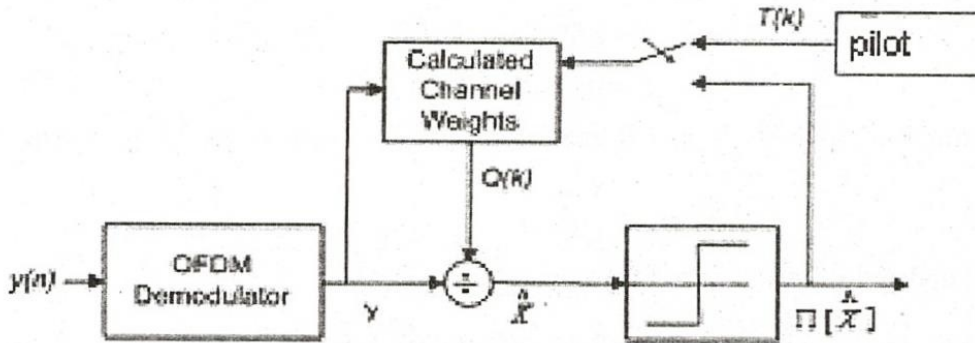 T(k)
pilot
Calculated
Channel
Weights
Q(k)
y(n)
OFDM
Demodulator
Y
÷
X̂
Π [X̂]